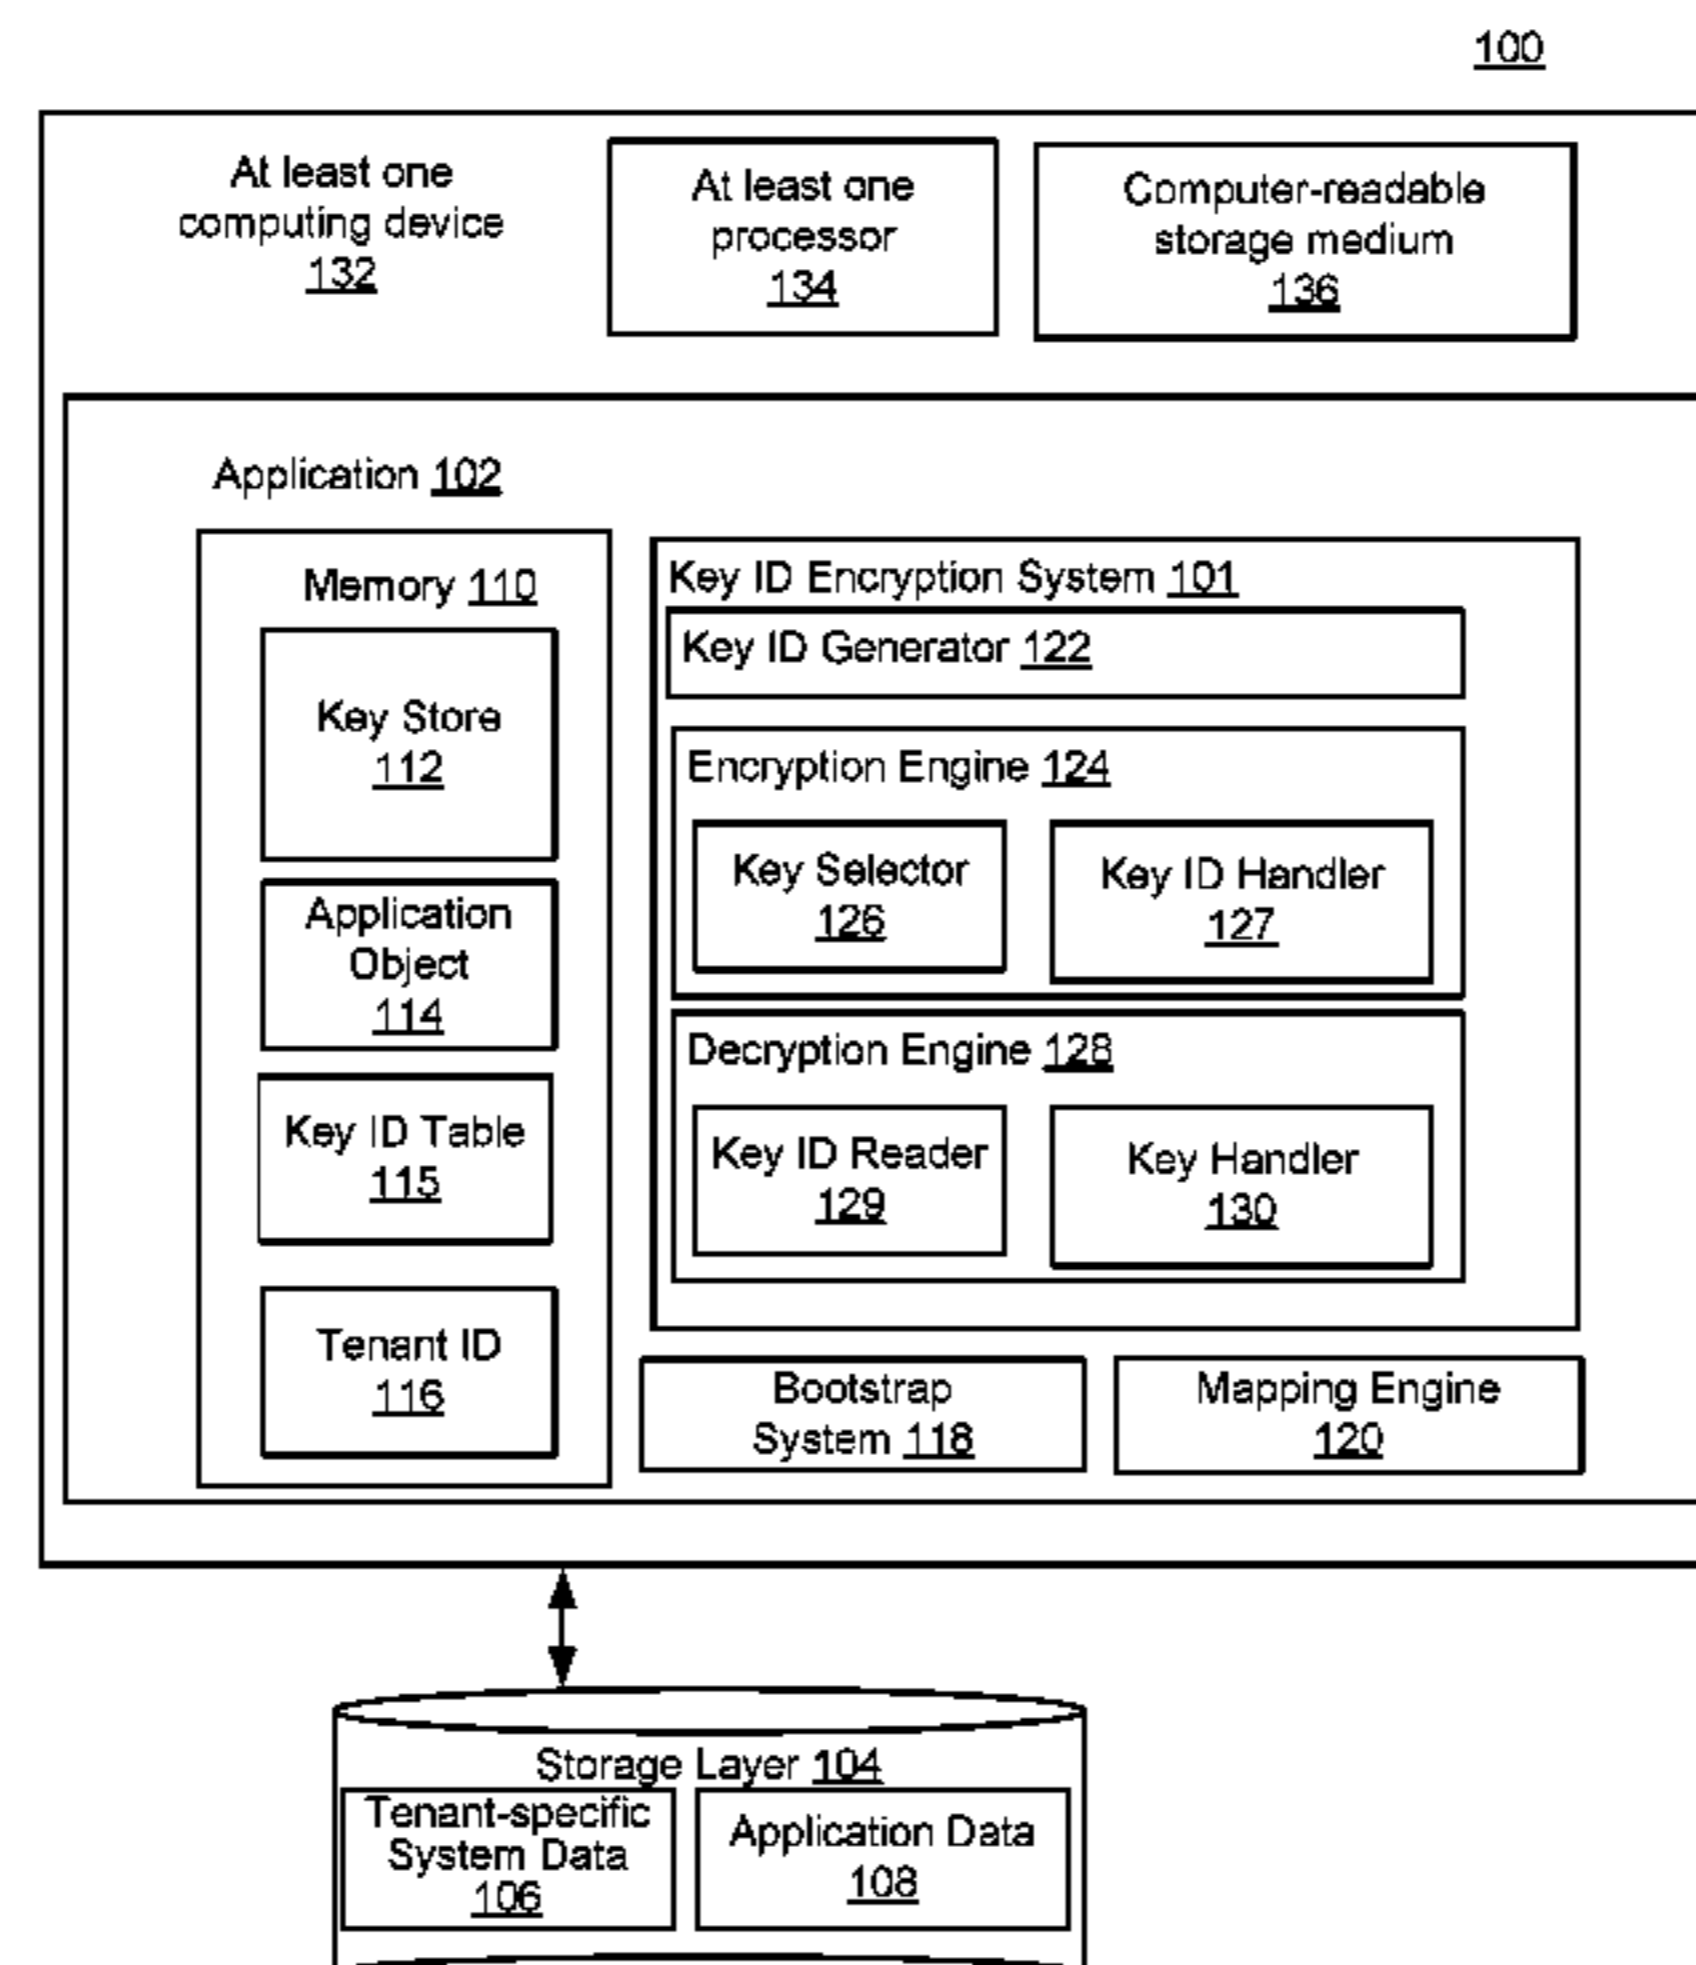 100
At least one
computing device
132
At least one
processor
134
Computer-readable
storage medium
136
Application 102
Memory 110
Key Store
112
Application
Object
114
Key ID Table
115
Tenant ID
116
Key ID Encryption System 101
Key ID Generator 122
Encryption Engine 124
Key Selector
126
Key ID Handler
127
Decryption Engine 128
Key ID Reader
129
Key Handler
130
Bootstrap
System 118
Mapping Engine
120
Storage Layer 104
Tenant-specific
System Data
106
Application Data
108